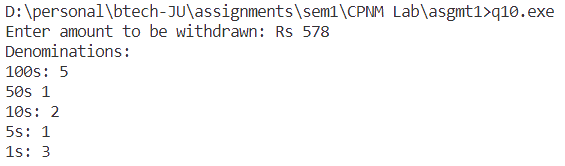 D:\personal\btech-JU\assignments\sem1\CPNM Lab\asgmt1>q10.exe
Enter amount to be withdrawn: Rs 578
Denominations:
100s: 5
50s 1
10s: 2
5s: 1
1s: 3